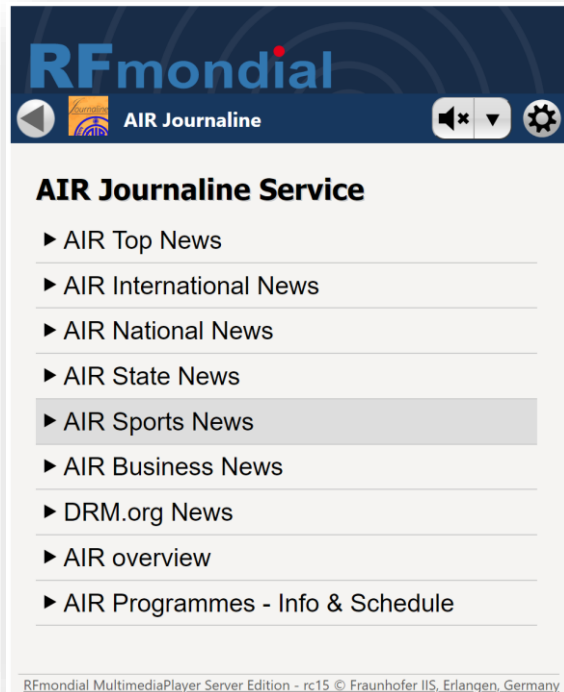 RFmondial
Journaline
AIR Journaline
AIR Journaline Service
AIR Top News
AIR International News
AIR National News
AIR State News
AIR Sports News
AIR Business News
DRM.org News
AIR overview
AIR Programmes - Info & Schedule
RFmondial MultimediaPlayer Server Edition - rc15 © Fraunhofer IIS, Erlangen, Germany